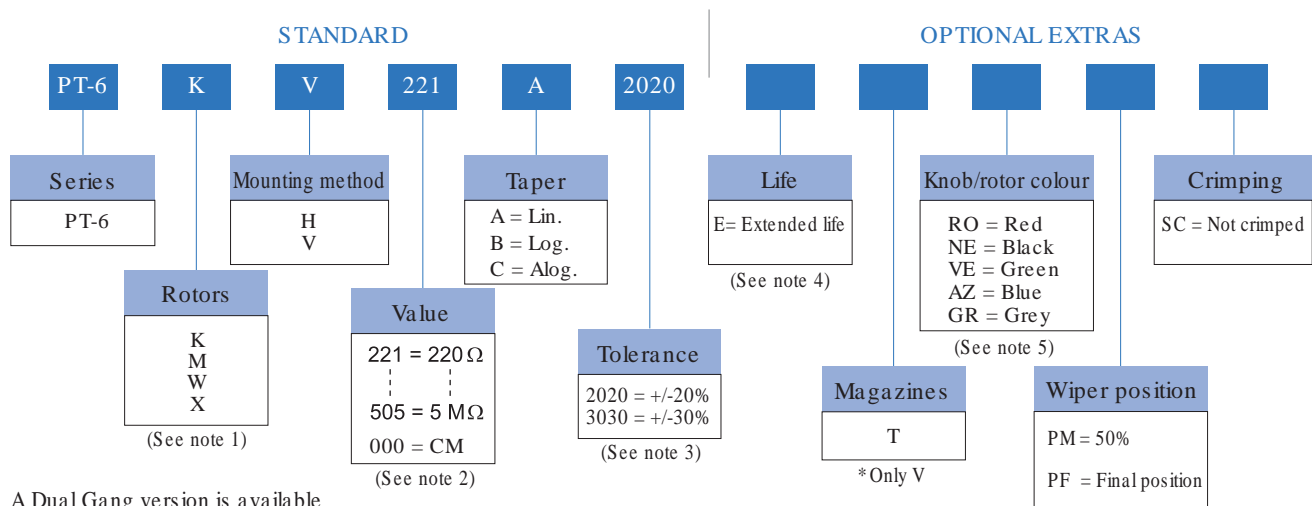 STANDARD
OPTIONAL EXTRAS
PT-6 K V 221 A 2020
Series
PT-6
Mounting method
H
V
Taper
A = Lin.
B = Log.
C = Alog.
Life
E= Extended life
(See note 4)
Knob/rotor colour
RO = Red
NE = Black
VE = Green
AZ = Blue
GR = Grey
(See note 5)
Crimping
SC = Not crimped
Rotors
K
M
W
X
(See note 1)
Value
221 = 220 Ω
505 = 5 MΩ
000 = CM
(See note 2)
Tolerance
2020 = +/-20%
3030 = +/-30%
(See note 3)
Magazines
T
*Only V
Wiper position
PM = 50%
PF = Final position
A Dual Gang version is available